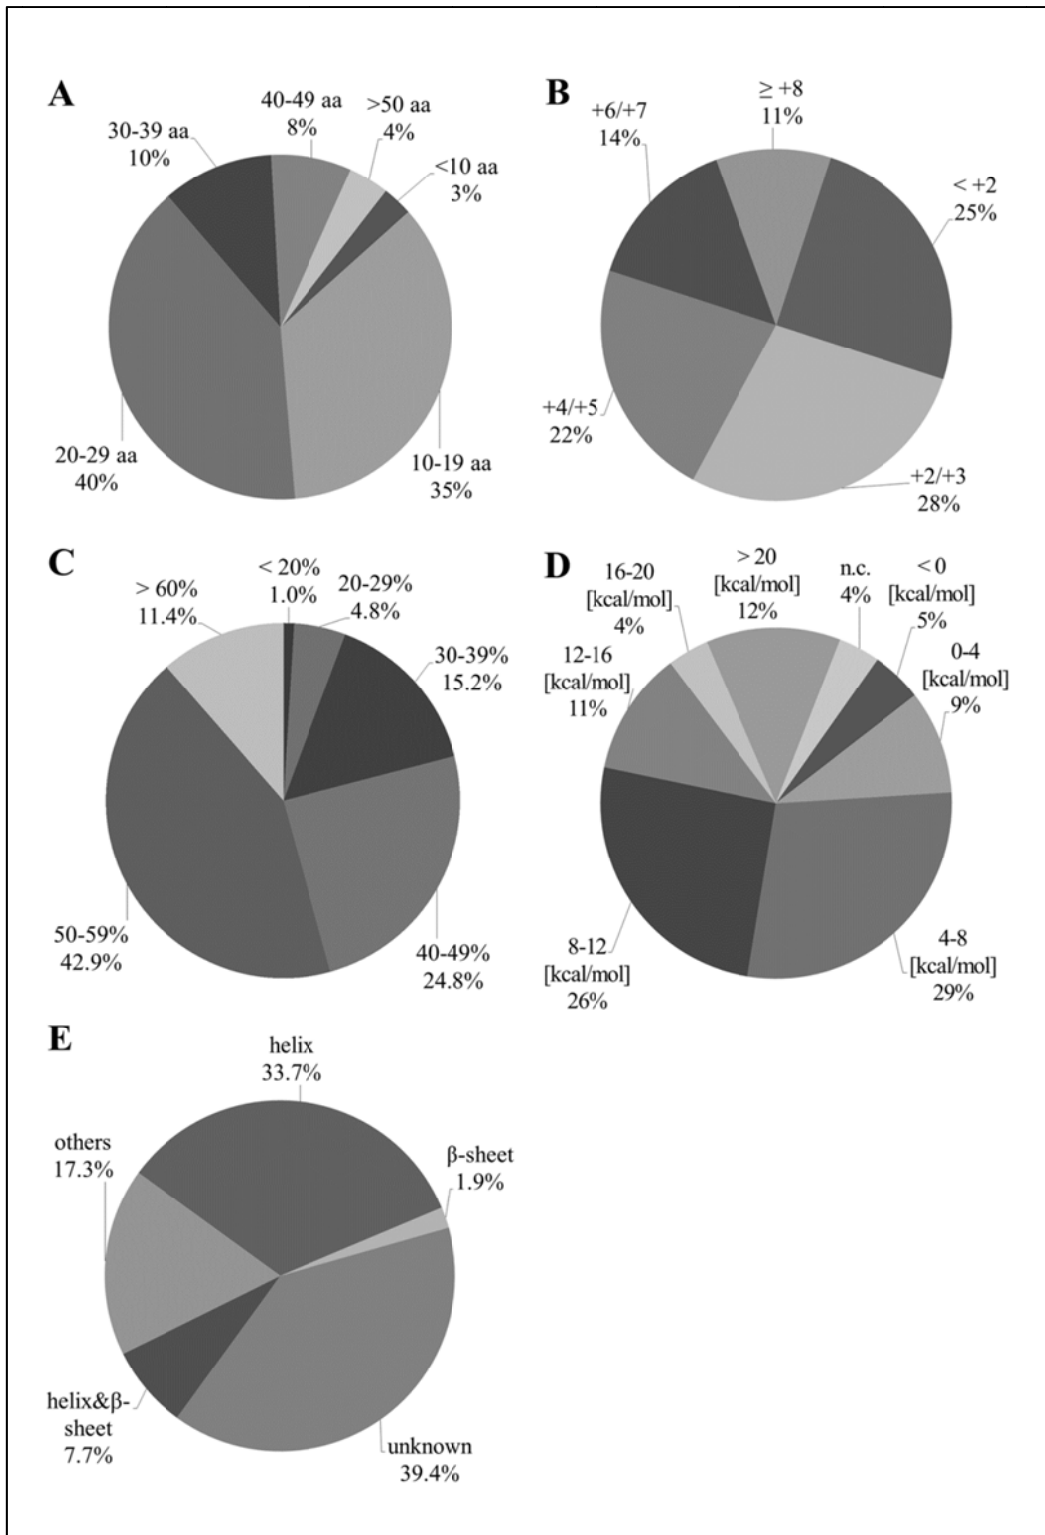 A
40-49 aa
8%
>50 aa
4%
30-39 aa
10%
<10 aa
3%
20-29 aa
40%
10-19 aa
35%
B
≥ +8
11%
+6/+7
14%
< +2
25%
+4/+5
22%
+2/+3
28%
C
> 60%
11.4%
< 20%
1.0%
20-29%
4.8%
30-39%
15.2%
50-59%
42.9%
40-49%
24.8%
D
16-20
[kcal/mol]
4%
> 20
[kcal/mol]
12%
n.c.
4%
< 0
[kcal/mol]
5%
12-16
[kcal/mol]
11%
0-4
[kcal/mol]
9%
8-12
[kcal/mol]
26%
4-8
[kcal/mol]
29%
E
helix
33.7%
others
17.3%
β-sheet
1.9%
helix&β-
sheet
7.7%
unknown
39.4%